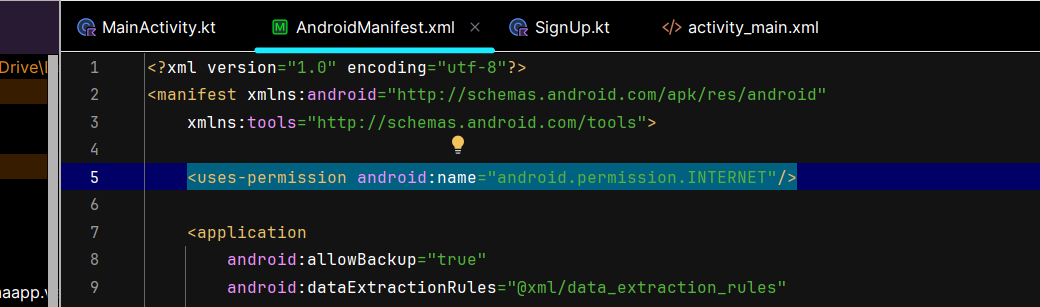 MainActivity.kt AndroidManifest.xml SignUp.kt activity_main.xml
1 <?xml version="1.0" encoding="utf-8"?>
2 <manifest xmlns:android="http://schemas.android.com/apk/res/android"
3 xmlns:tools="http://schemas.android.com/tools">
4
5 <uses-permission android:name="android.permission.INTERNET"/>
6
7 <application
8 android:allowBackup="true"
9 android:dataExtractionRules="@xml/data_extraction_rules"